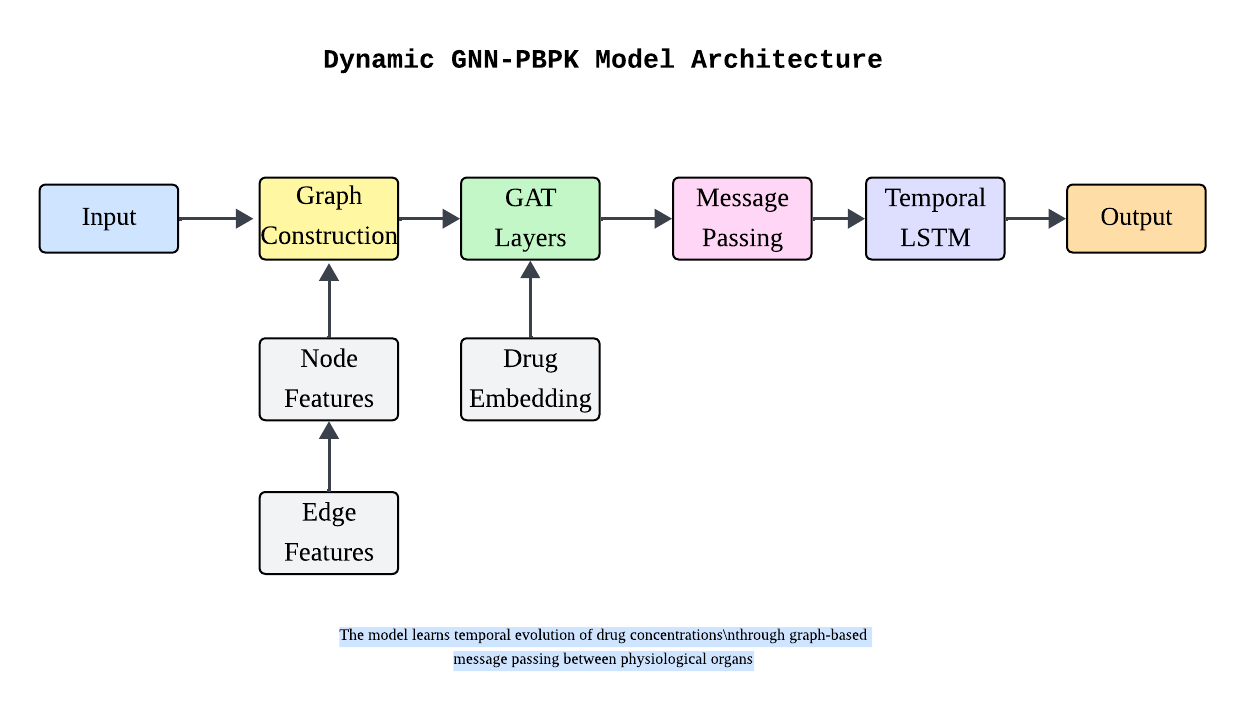 Dynamic GNN-PBPK Model Architecture
Input
Graph
Construction
GAT
Layers
Message
Passing
Temporal
LSTM
Output
Node
Features
Drug
Embedding
Edge
Features
The model learns temporal evolution of drug concentrations\nthrough graph-based
message passing between physiological organs